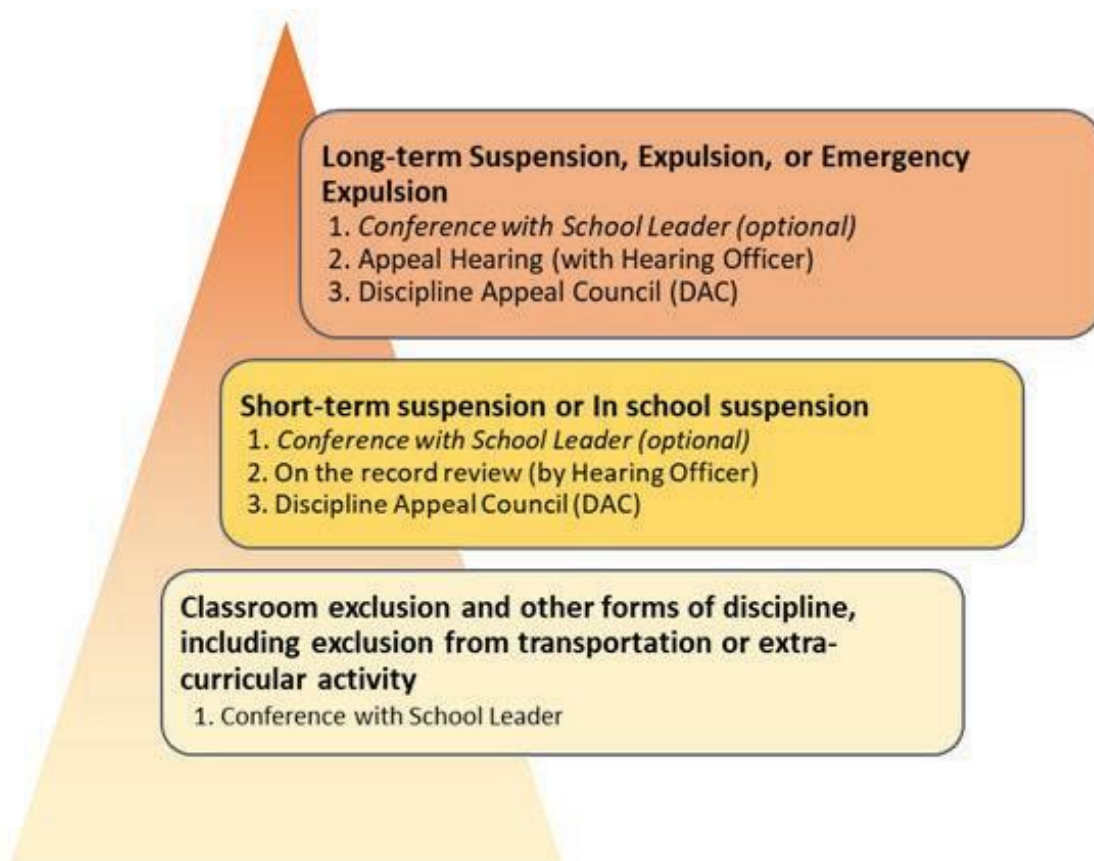 Long-term Suspension, Expulsion, or Emergency
Expulsion
1. Conference with School Leader (optional)
2. Appeal Hearing (with Hearing Officer)
3. Discipline Appeal Council (DAC)
Short-term suspension or In school suspension
1. Conference with School Leader (optional)
2. On the record review (by Hearing Officer)
3. Discipline Appeal Council (DAC)
Classroom exclusion and other forms of discipline,
including exclusion from transportation or extra-
curricular activity
1. Conference with School Leader